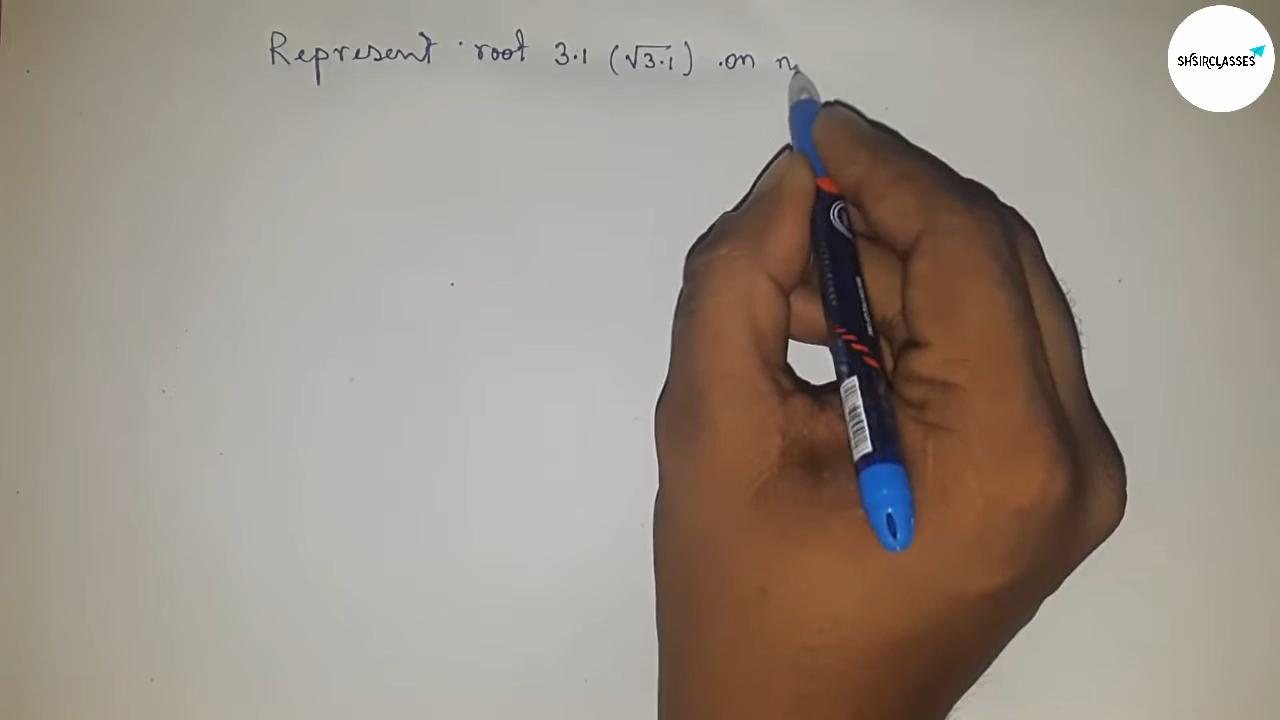 Represent root 3.1 (√3.1) on n
SHSIRCLASSES